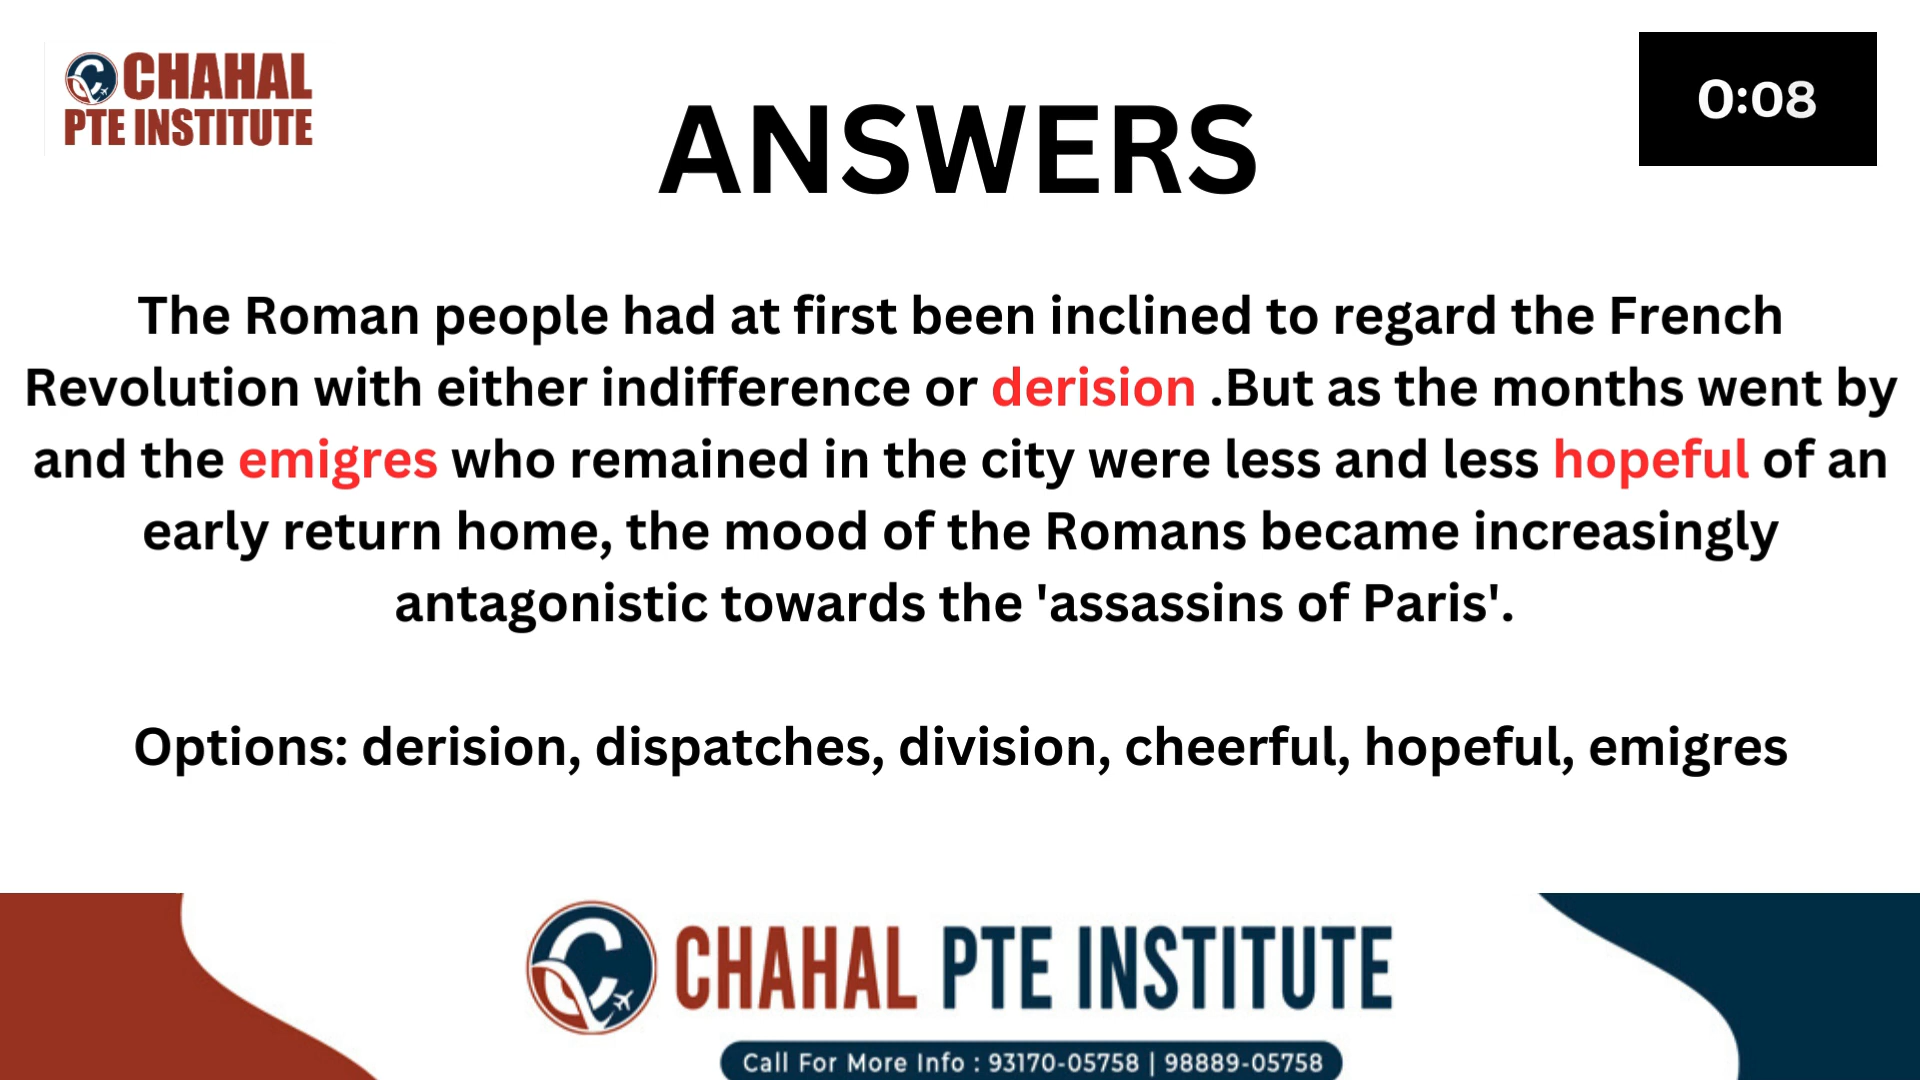 CHAHAL
PTE INSTITUTE
ANSWERS
0:08
The Roman people had at first been inclined to regard the French
Revolution with either indifference or derision .But as the months went by
and the emigres who remained in the city were less and less hopeful of an
early return home, the mood of the Romans became increasingly
antagonistic towards the 'assassins of Paris'.
Options: derision, dispatches, division, cheerful, hopeful, emigres
CHAHAL PTE INSTITUTE
Call For More Info : 93170-05758 | 98889-05758